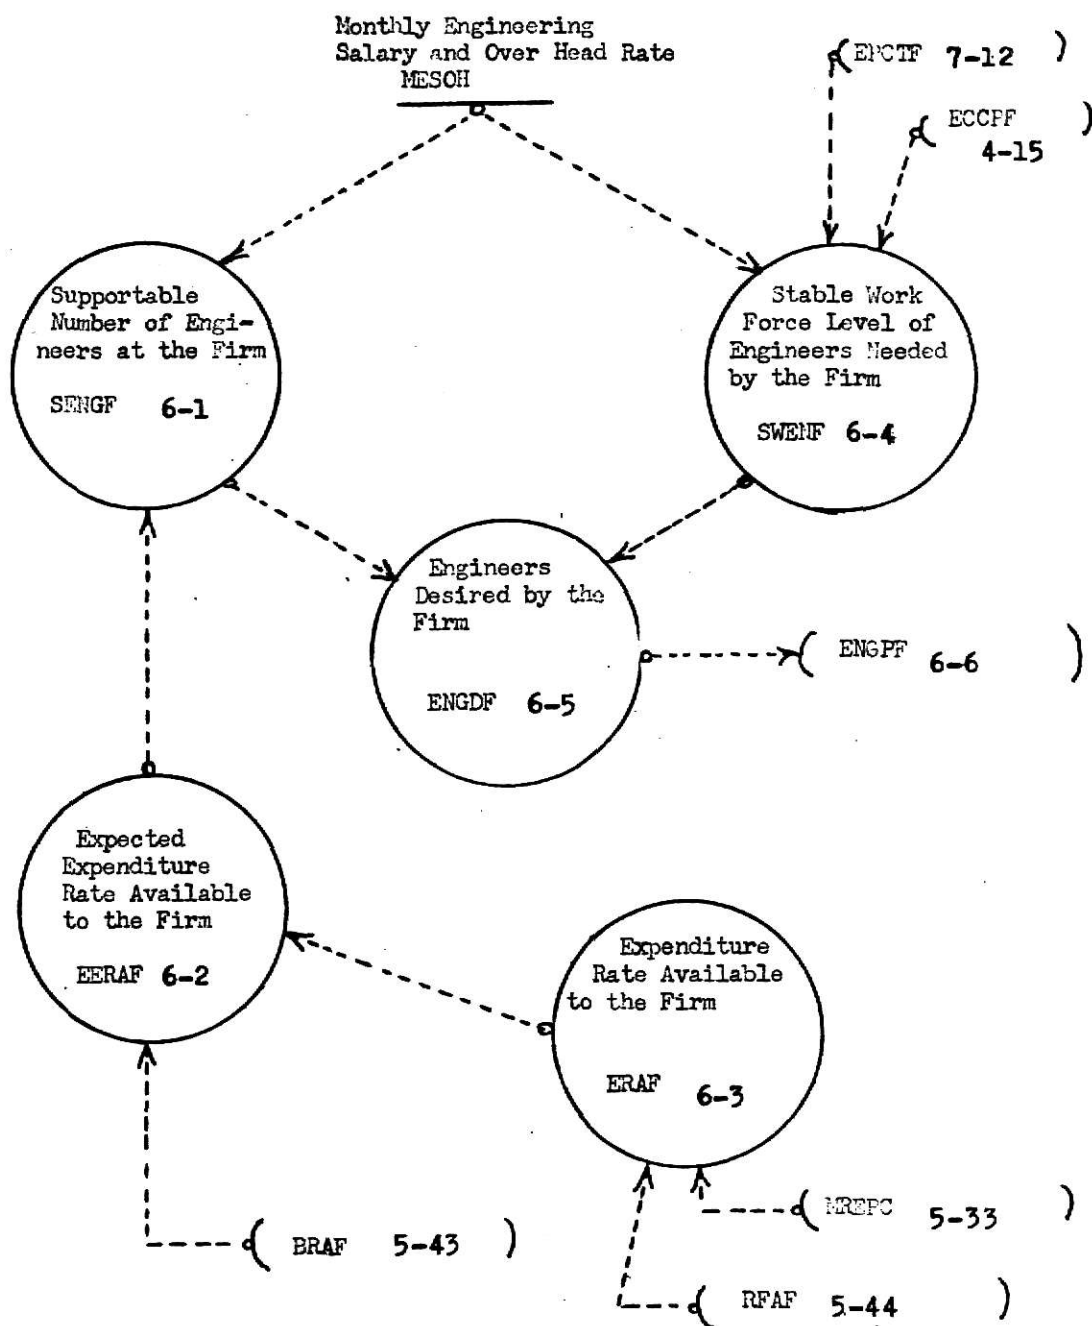 Monthly Engineering
Salary and Over Head Rate
MESOH
(EPCTF 7-12 )
( ECCPF )
4-15
Supportable
Number of Engi-
neers at the Firm
SENGF 6-1
Stable Work
Force Level of
Engineers Needed
by the Firm
SWENF 6-4
Engineers
Desired by the
Firm
ENGDF 6-5
( ENGPF 6-6 )
Expected
Expenditure
Rate Available
to the Firm
EERAF 6-2
Expenditure
Rate Available
to the Firm
ERAF 6-3
( 5-33 )
( BRAF 5-43 )
( RFAF 5-44 )